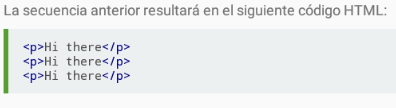 La secuencia anterior resultará en el siguiente código HTML:
<p>Hi there</p>
<p>Hi there</p>
<p>Hi there</p>